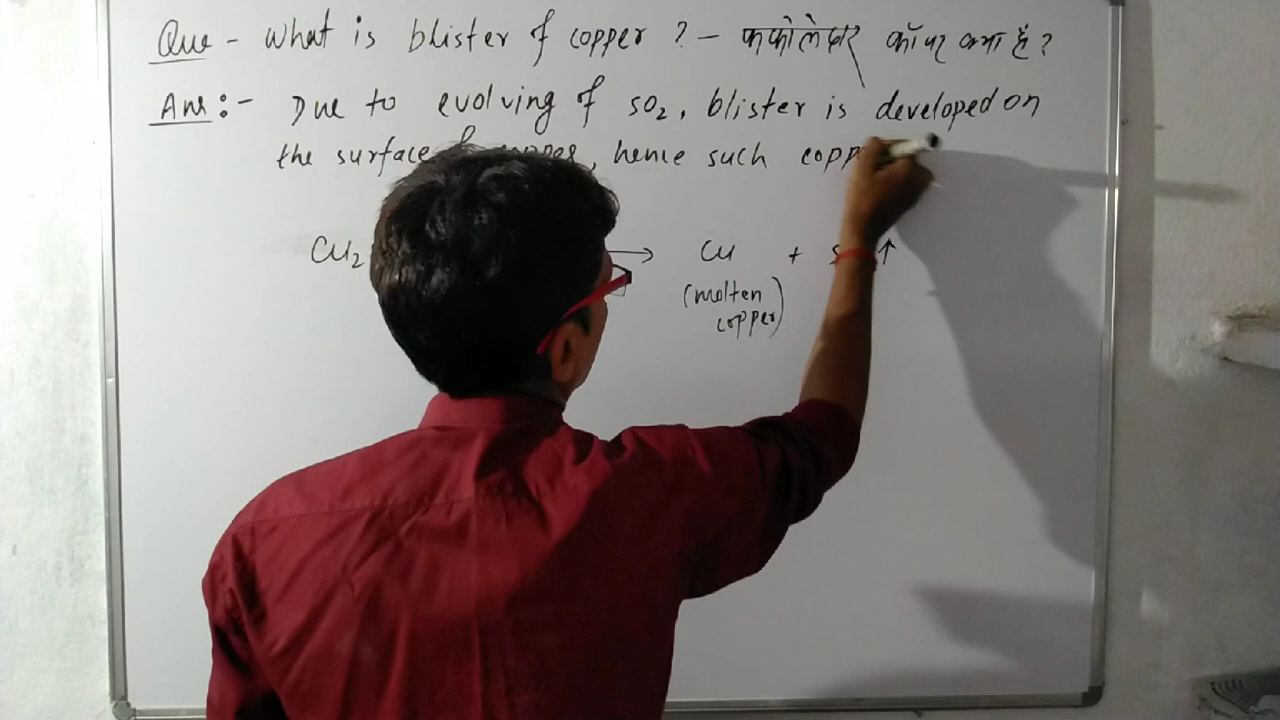 Que - What is blister of copper ? - फफोलेदार कॉपर क्या है ?
Ans :- Due to evolving of SO2, blister is developed on
the surface copper, hence such copp
Cu2 → Cu + S ↑
(molten
copper)